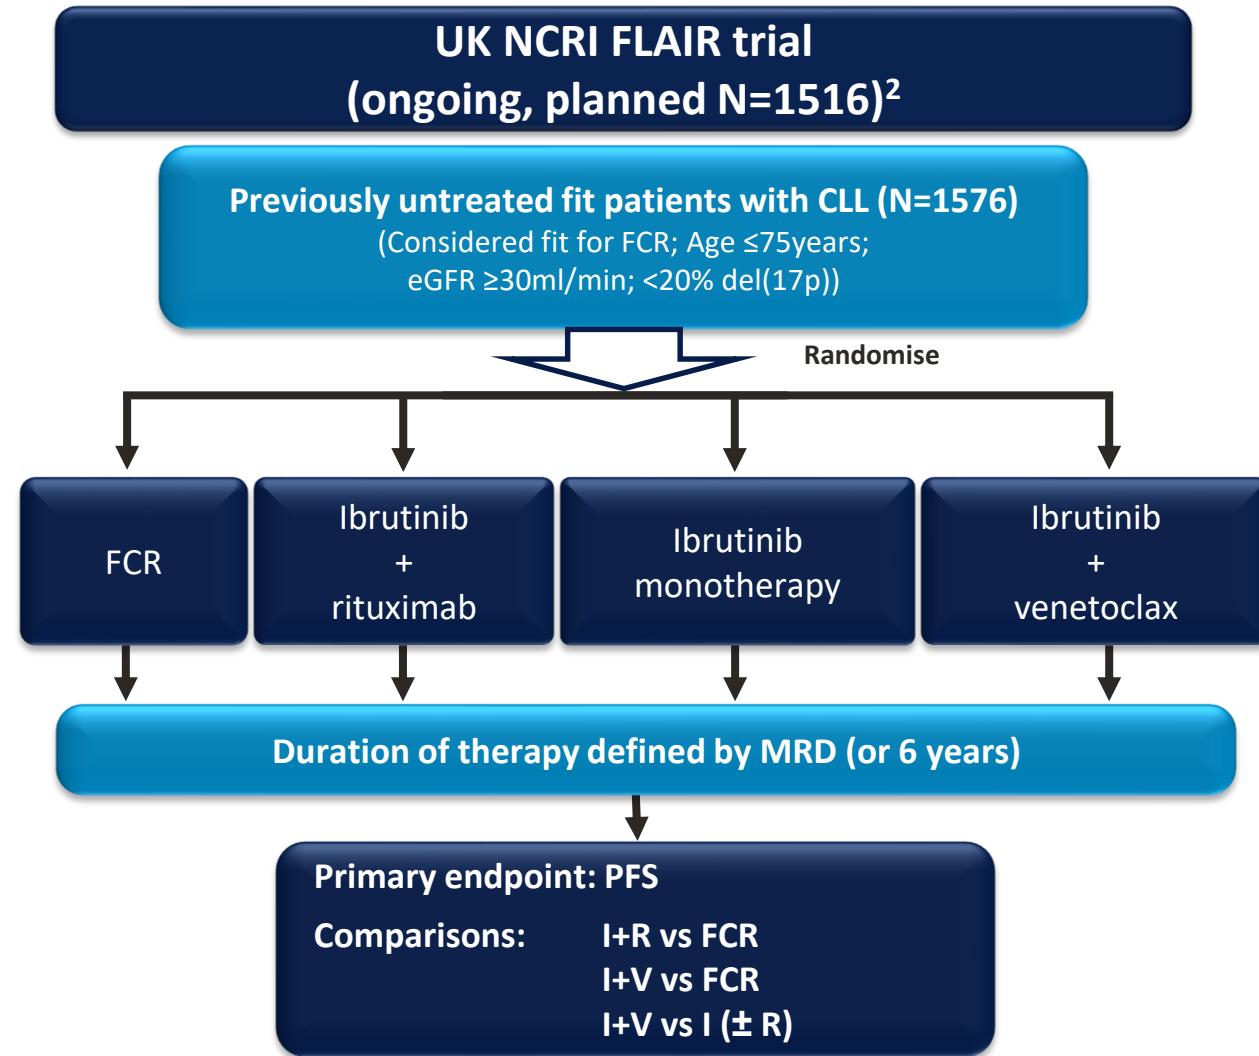 UK NCRI FLAIR trial
(ongoing, planned N=1516)²
Previously untreated fit patients with CLL (N=1576)
(Considered fit for FCR; Age ≤75years;
eGFR ≥30ml/min; <20% del(17p))
Randomise
FCR
Ibrutinib
+
rituximab
Ibrutinib
monotherapy
Ibrutinib
+
venetoclax
Duration of therapy defined by MRD (or 6 years)
Primary endpoint: PFS
Comparisons: I+R vs FCR
I+V vs FCR
I+V vs I (± R)